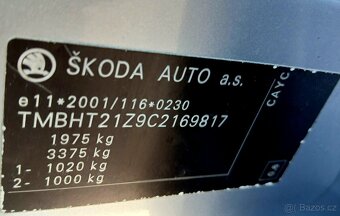 ŠKODA AUTO a.s.
e11*2001/116*0230
TMBHT21Z9C2169817
1975 kg
3375 kg
1- 1020 kg
2- 1000 kg
CAYC
Bazos.cz